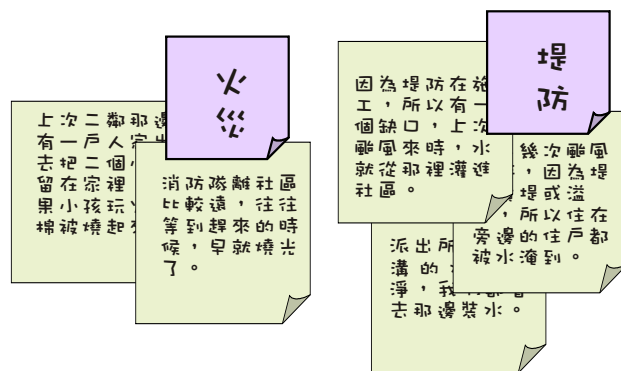 火災
上次二鄰那邊
有一戶人家出
去把二個小
留在家裡
果小孩玩
棉被燒起來
消防隊離社區
比較遠，往往
等到趕來的時
候，早就燒光
了。
堤防
因為堤防在施
工，所以有一
個缺口，上次
颱風來時，水
就從那裡灌進
社區。
幾次颱風
，因為堤
堤或溢
，所以在
旁邊的住戶都
被水淹到。
派出所
溝的
淨，我
去那邊裝水。